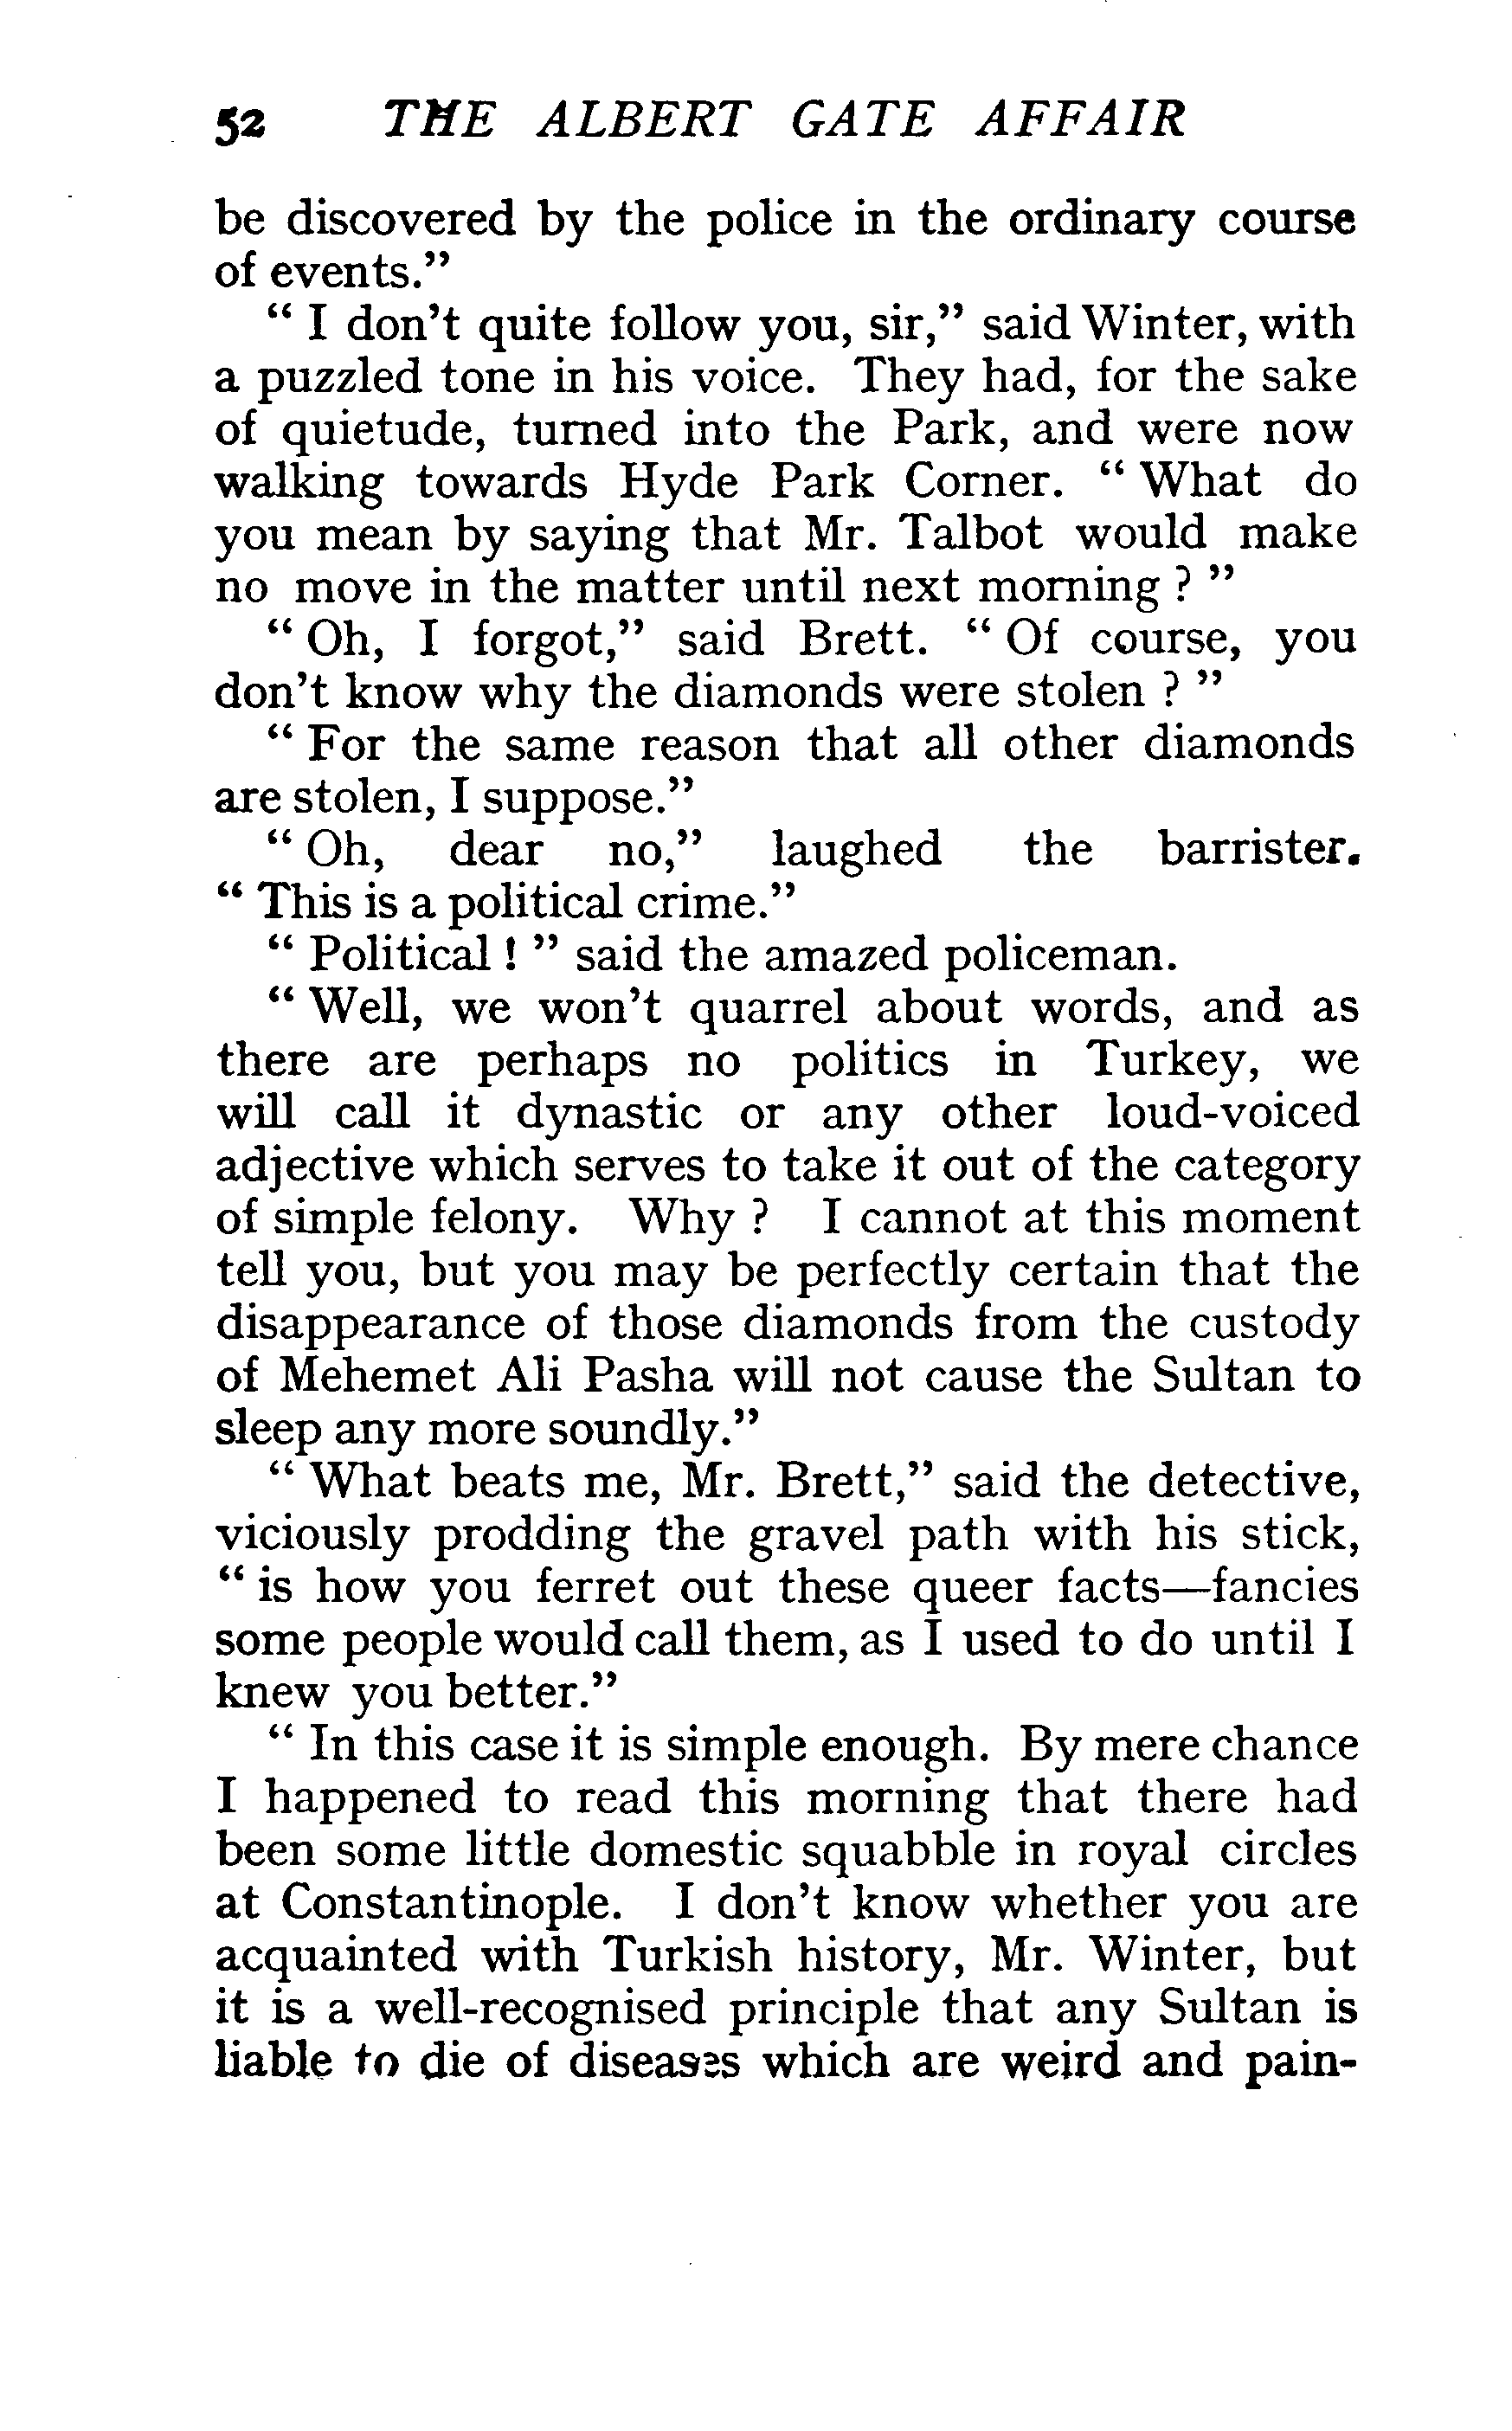 52 THE ALBERT GATE AFFAIR
be discovered by the police in the ordinary course
of events.”
“ I don’t quite follow you, sir,” said Winter, with
a puzzled tone in his voice. They had, for the sake
of quietude, turned into the Park, and were now
walking towards Hyde Park Corner. “ What do
you mean by saying that Mr. Talbot would make
no move in the matter until next morning ? ”
“ Oh, I forgot,” said Brett. “ Of course, you
don’t know why the diamonds were stolen ? ”
“ For the same reason that all other diamonds
are stolen, I suppose.”
“ Oh, dear no,” laughed the barrister.
“ This is a political crime.”
“ Political ! ” said the amazed policeman.
“ Well, we won’t quarrel about words, and as
there are perhaps no politics in Turkey, we
will call it dynastic or any other loud-voiced
adjective which serves to take it out of the category
of simple felony. Why ? I cannot at this moment
tell you, but you may be perfectly certain that the
disappearance of those diamonds from the custody
of Mehemet Ali Pasha will not cause the Sultan to
sleep any more soundly.”
“ What beats me, Mr. Brett,” said the detective,
viciously prodding the gravel path with his stick,
“ is how you ferret out these queer facts—fancies
some people would call them, as I used to do until I
knew you better.”
“ In this case it is simple enough. By mere chance
I happened to read this morning that there had
been some little domestic squabble in royal circles
at Constantinople. I don’t know whether you are
acquainted with Turkish history, Mr. Winter, but
it is a well-recognised principle that any Sultan is
liable to die of diseases which are weird and pain-